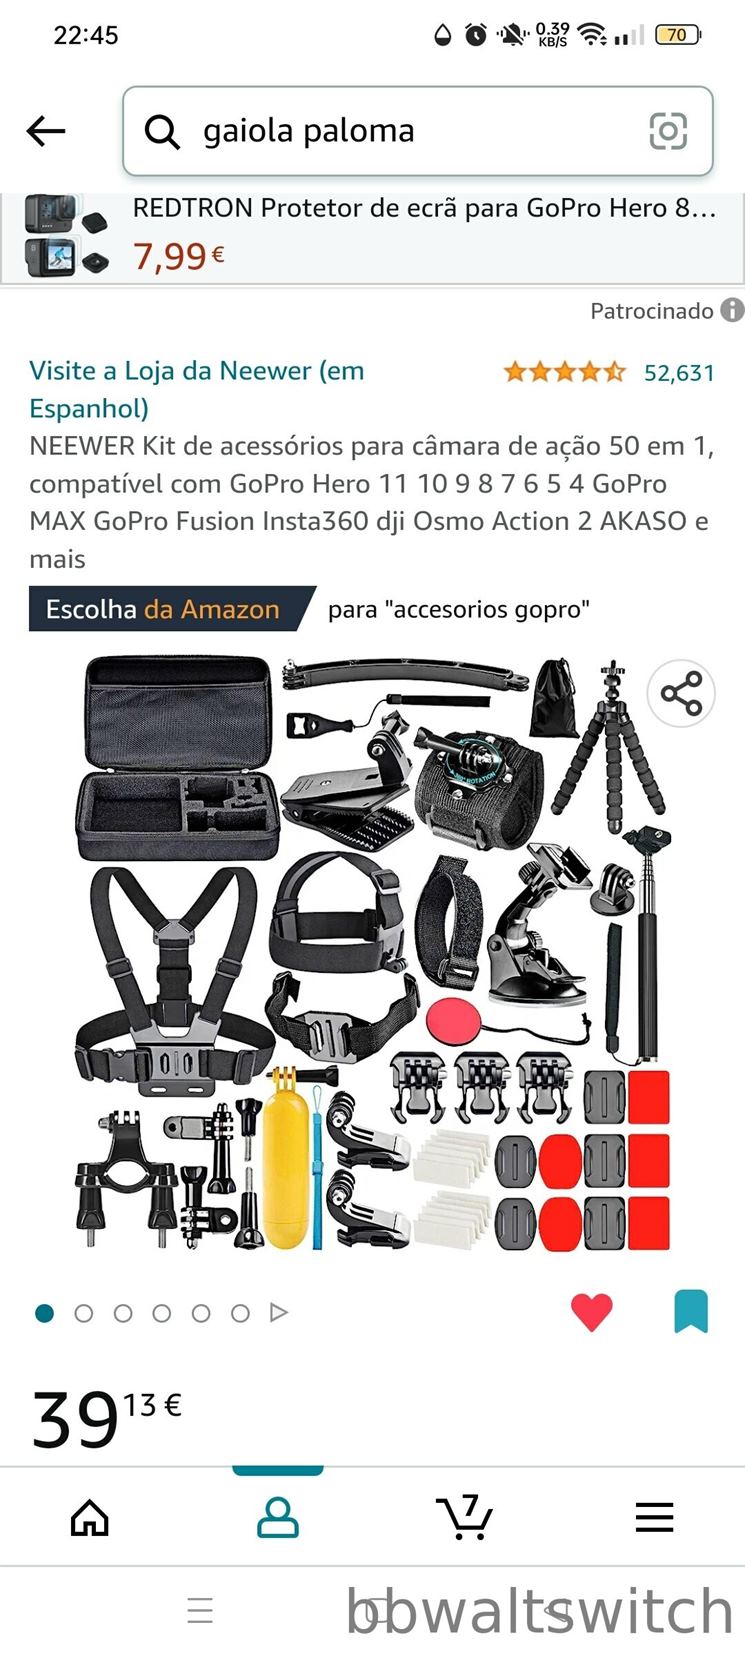 22:45
0.39
KB/S
70
gaiola paloma
REDTRON Protetor de ecrã para GoPro Hero 8...
7,99 €
Patrocinado
Visite a Loja da Neewer (em
Espanhol)
52,631
NEEWER Kit de acessórios para câmara de ação 50 em 1,
compatível com GoPro Hero 11 10 9 8 7 6 5 4 GoPro
MAX GoPro Fusion Insta360 dji Osmo Action 2 AKASO e
mais
Escolha da Amazon para "accesorios gopro"
ROTATION
39 13 €
7
bbwaltswitch